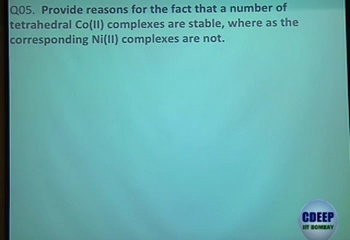 Q05. Provide reasons for the fact that a number of
tetrahedral Co(II) complexes are stable, where as the
corresponding Ni(II) complexes are not.
CDEEP
IIT BOMBAY